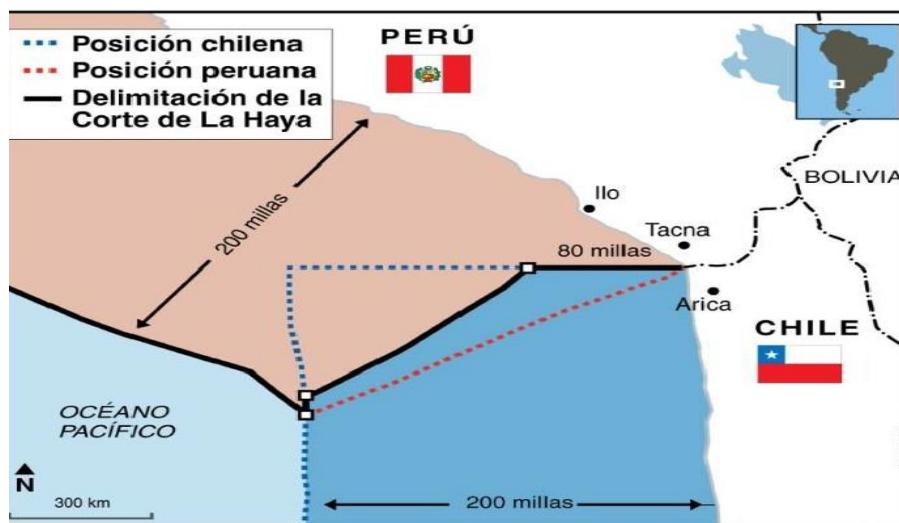 Posición chilena
Posición peruana
Delimitación de la
Corte de La Haya
PERÚ
BOLIVIA
200 millas
Ilo
Tacna
80 millas
Arica
CHILE
OCÉANO
PACÍFICO
N
300 km
200 millas